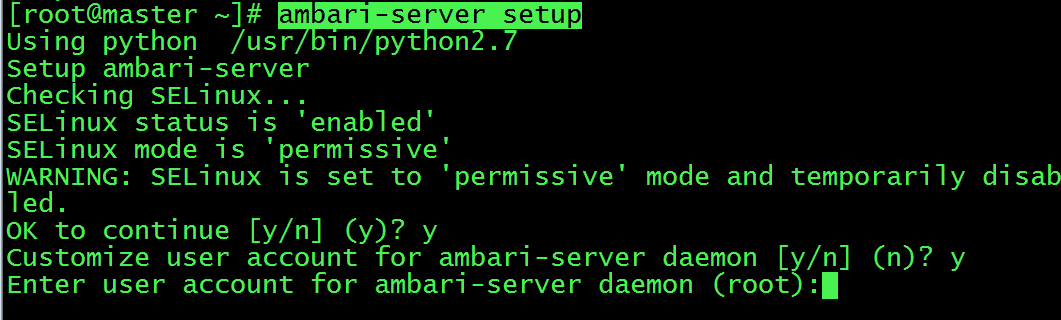 [root@master ~]# ambari-server setup
Using python  /usr/bin/python2.7
Setup ambari-server
Checking SELinux...
SELinux status is 'enabled'
SELinux mode is 'permissive'
WARNING: SELinux is set to 'permissive' mode and temporarily disab
led.
OK to continue [y/n] (y)? y
Customize user account for ambari-server daemon [y/n] (n)? y
Enter user account for ambari-server daemon (root):